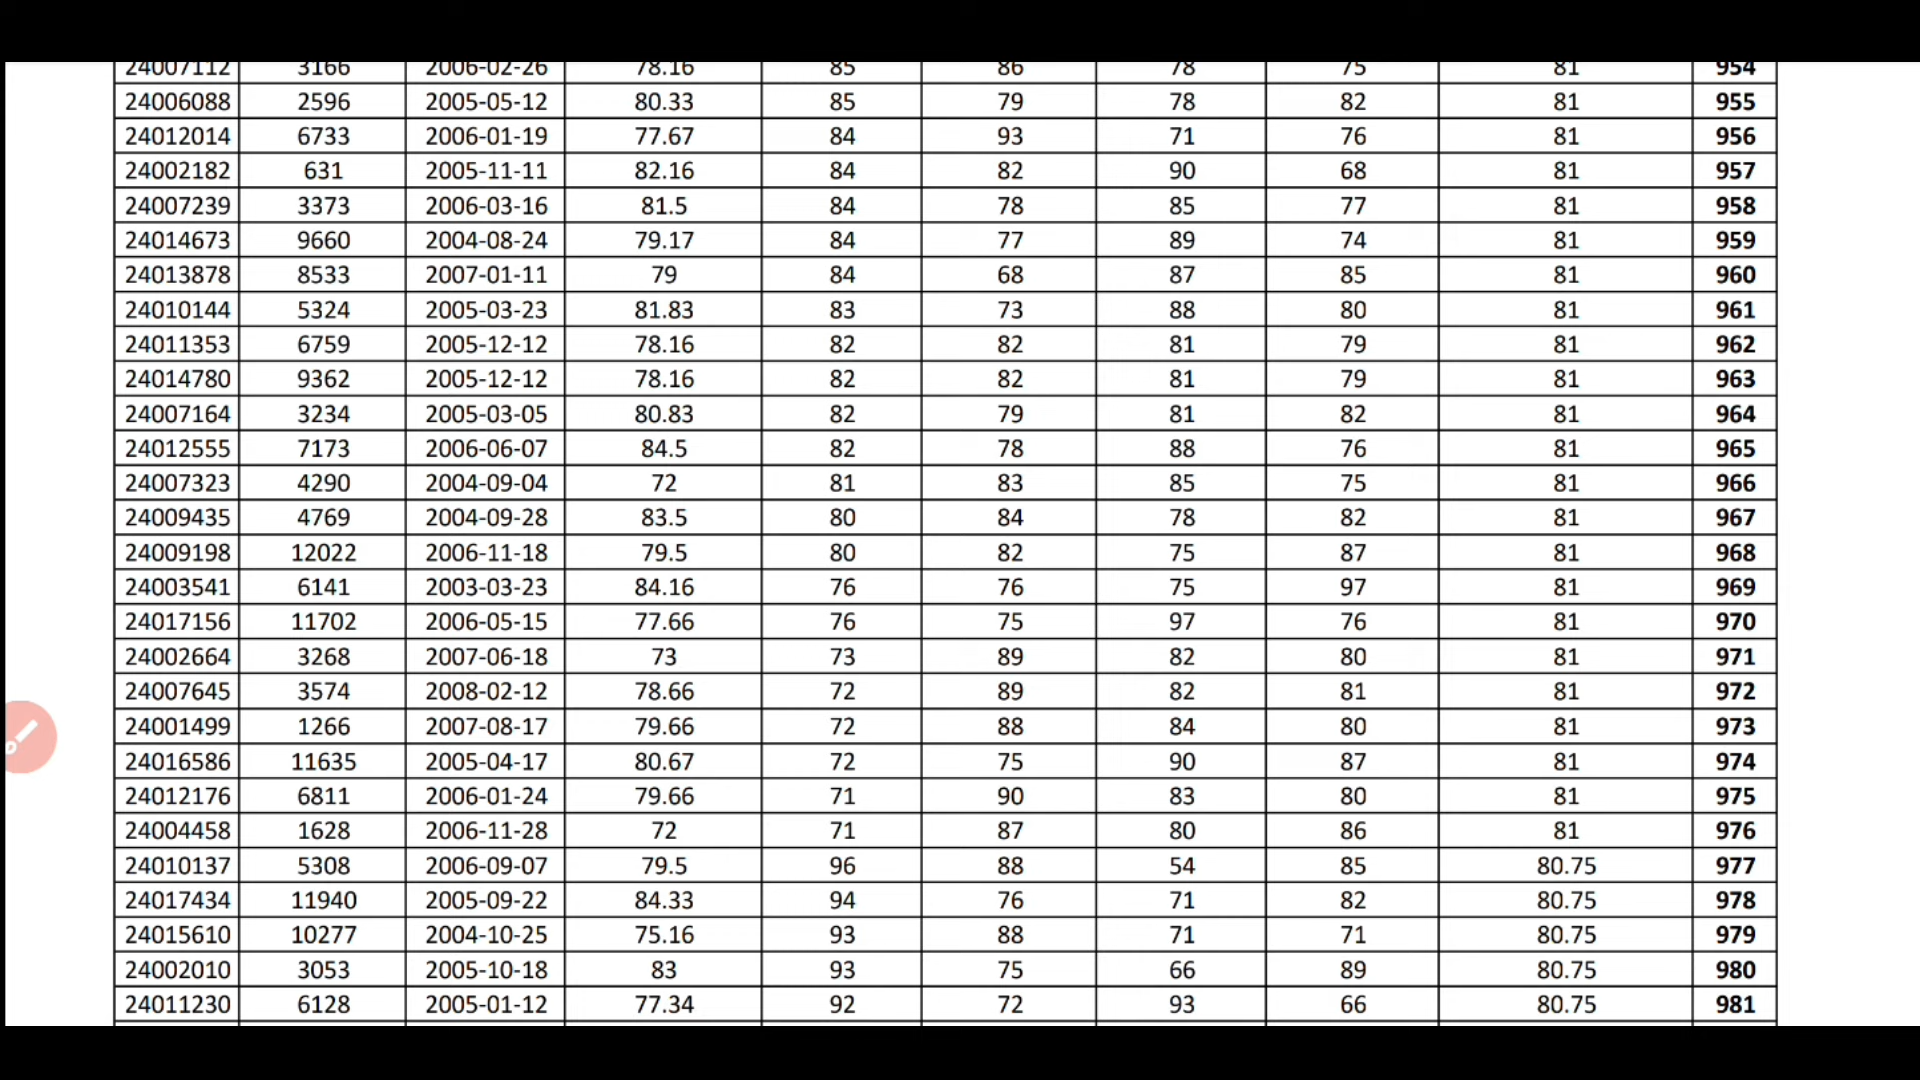 24007112 3166 2006-02-26 78.16 85 86 78 75 81 954
24006088 2596 2005-05-12 80.33 85 79 78 82 81 955
24012014 6733 2006-01-19 77.67 84 93 71 76 81 956
24002182 631 2005-11-11 82.16 84 82 90 68 81 957
24007239 3373 2006-03-16 81.5 84 78 85 77 81 958
24014673 9660 2004-08-24 79.17 84 77 89 74 81 959
24013878 8533 2007-01-11 79 84 68 87 85 81 960
24010144 5324 2005-03-23 81.83 83 73 88 80 81 961
24011353 6759 2005-12-12 78.16 82 82 81 79 81 962
24014780 9362 2005-12-12 78.16 82 82 81 79 81 963
24007164 3234 2005-03-05 80.83 82 79 81 82 81 964
24012555 7173 2006-06-07 84.5 82 78 88 76 81 965
24007323 4290 2004-09-04 72 81 83 85 75 81 966
24009435 4769 2004-09-28 83.5 80 84 78 82 81 967
24009198 12022 2006-11-18 79.5 80 82 75 87 81 968
24003541 6141 2003-03-23 84.16 76 76 75 97 81 969
24017156 11702 2006-05-15 77.66 76 75 97 76 81 970
24002664 3268 2007-06-18 73 73 89 82 80 81 971
24007645 3574 2008-02-12 78.66 72 89 82 81 81 972
24001499 1266 2007-08-17 79.66 72 88 84 80 81 973
24016586 11635 2005-04-17 80.67 72 75 90 87 81 974
24012176 6811 2006-01-24 79.66 71 90 83 80 81 975
24004458 1628 2006-11-28 72 71 87 80 86 81 976
24010137 5308 2006-09-07 79.5 96 88 54 85 80.75 977
24017434 11940 2005-09-22 84.33 94 76 71 82 80.75 978
24015610 10277 2004-10-25 75.16 93 88 71 71 80.75 979
24002010 3053 2005-10-18 83 93 75 66 89 80.75 980
24011230 6128 2005-01-12 77.34 92 72 93 66 80.75 981